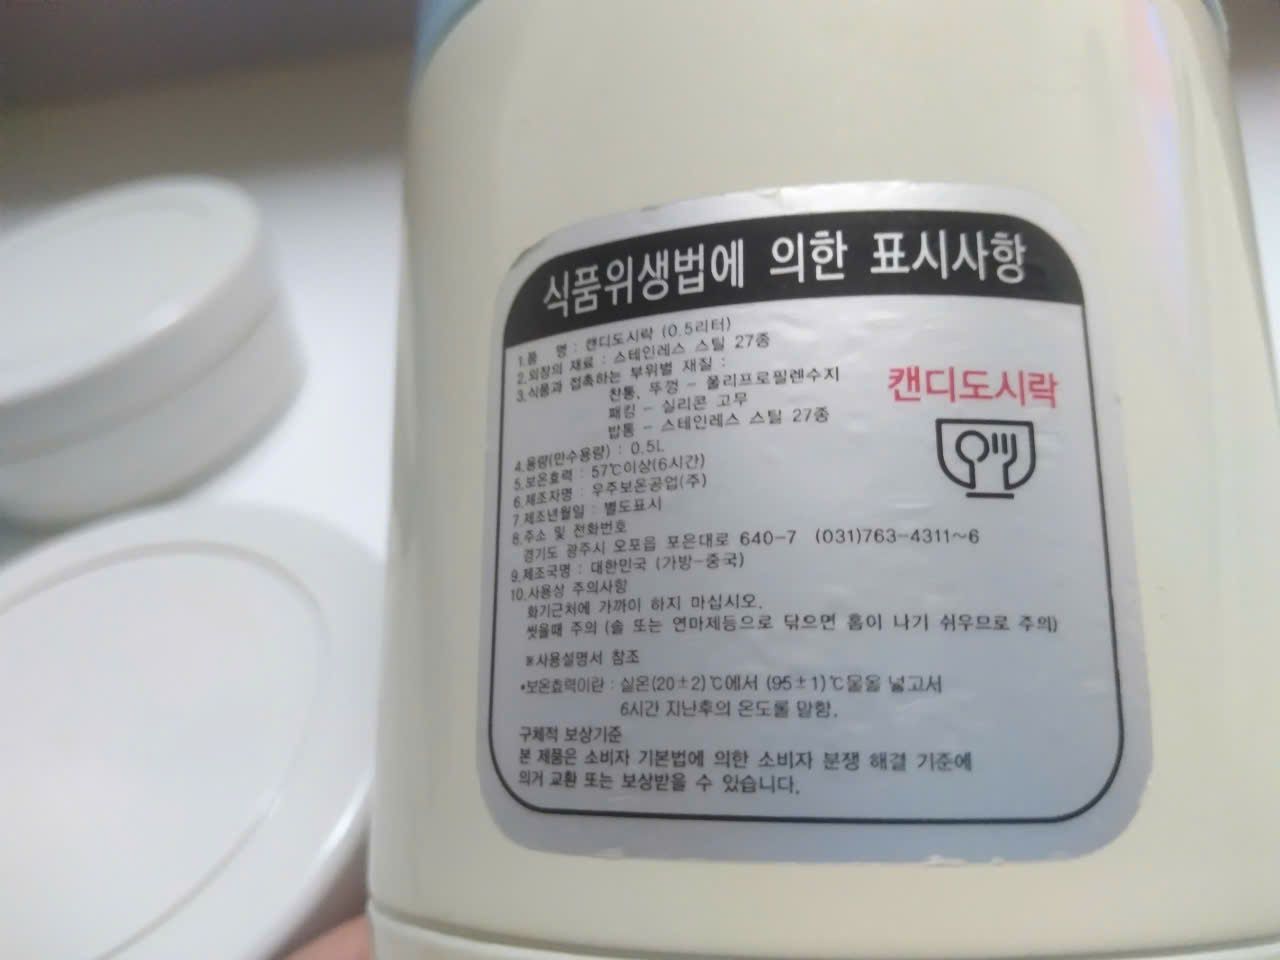 식품위생법에 의한 표시사항
1.품 명 : 캔디도시락 (0.5리터)
2.외장의 재료 : 스테인레스 스틸 27종
3.식품과 접촉하는 부위별 재질 :
찬통, 뚜껑 - 폴리프로필렌수지
패킹 - 실리콘 고무
밥통 - 스테인레스 스틸 27종
캔디도시락
4.용량(만수용량) : 0.5L
5.보온효력 : 57℃이상(6시간)
6.제조자명 : 우주보온공업(주)
7.제조년월일 : 별도표시
8.주소 및 전화번호
경기도 광주시 오포읍 포은대로 640-7 (031)763-4311~6
9.제조국명 : 대한민국 (가방-중국)
10.사용상 주의사항
화기근처에 가까이 하지 마십시오.
씻을때 주의 (솔 또는 연마제등으로 닦으면 흠이 나기 쉬우므로 주의)
※사용설명서 참조
•보온효력이란 : 실온(20±2)℃에서 (95±1)℃물을 넣고서
6시간 지난후의 온도를 말함.
구체적 보상기준
본 제품은 소비자 기본법에 의한 소비자 분쟁 해결 기준에
의거 교환 또는 보상받을 수 있습니다.